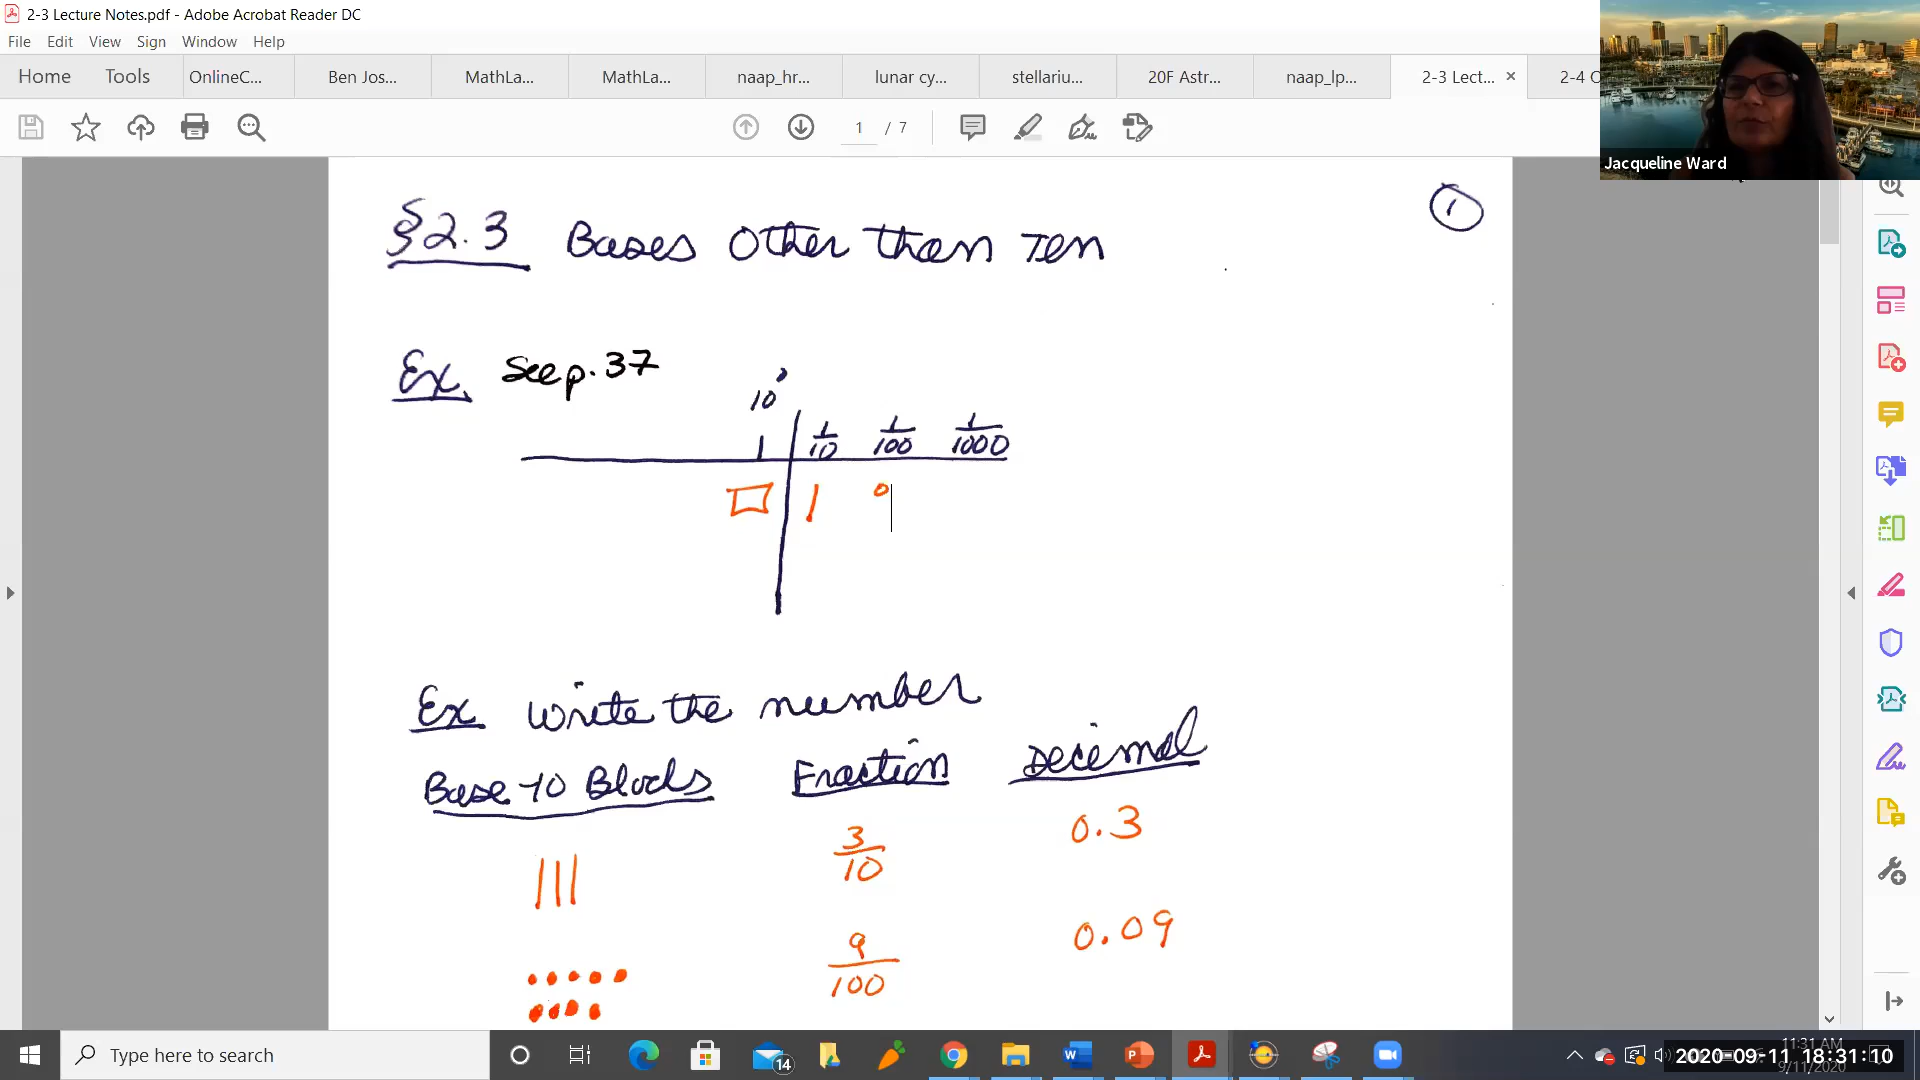 2-3 Lecture Notes.pdf - Adobe Acrobat Reader DC
File Edit View Sign Window Help
Home Tools OnlineC... Ben Jos... MathLa... MathLa... naap_hr... lunar cy... stellariu... 20F Astr... naap_lp... 2-3 Lect... × 2-4 O
1 / 7
Jacqueline Ward
§2.3 Bases Other Than Ten
1
Ex. See p. 37
10⁰
1 1/10 1/100 1/1000
Ex Write the number
Base-10 Blocks Fraction Decimal
3/10 0.3
9/100 0.09
Type here to search
14
11:31 AM
2020-09-11 18:31:10
9/11/2020